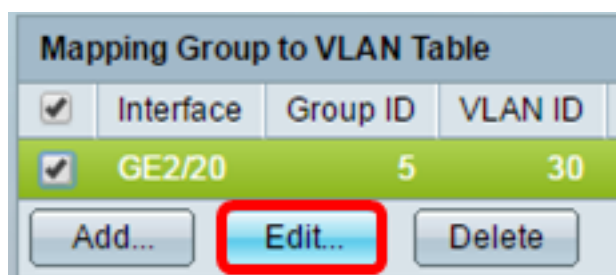 Mapping Group to VLAN Table
Interface Group ID VLAN ID
GE2/20 5 30
Add... Edit... Delete